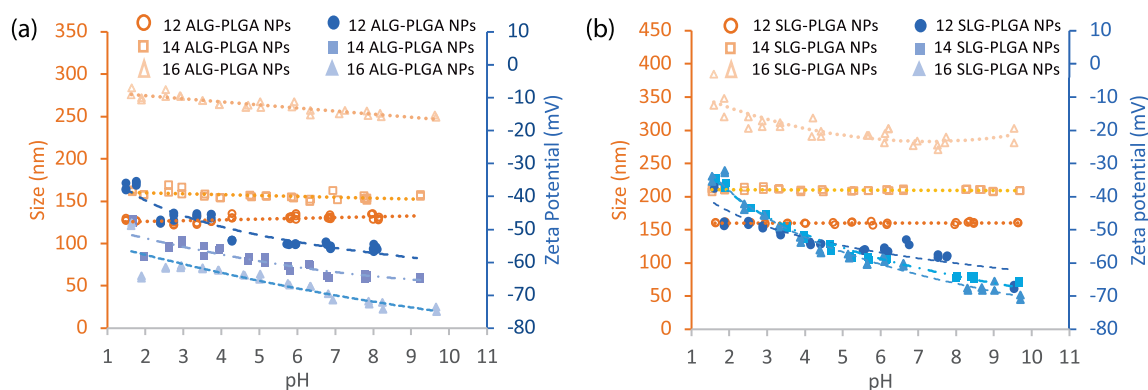 (a)
12 ALG-PLGA NPs
12 ALG-PLGA NPs
14 ALG-PLGA NPs
14 ALG-PLGA NPs
16 ALG-PLGA NPs
16 ALG-PLGA NPs
350
300
250
200
150
100
50
0
Size (nm)
10
0
-10
-20
-30
-40
-50
-60
-70
-80
Zeta Potential (mV)
1 2 3 4 5 6 7 8 9 10 11
pH
(b)
12 SLG-PLGA NPs
12 SLG-PLGA NPs
14 SLG-PLGA NPs
14 SLG-PLGA NPs
16 SLG-PLGA NPs
16 SLG-PLGA NPs
450
400
350
300
250
200
150
100
50
0
Size (nm)
10
0
-10
-20
-30
-40
-50
-60
-70
-80
Zeta potential (mV)
1 2 3 4 5 6 7 8 9 10 11
pH